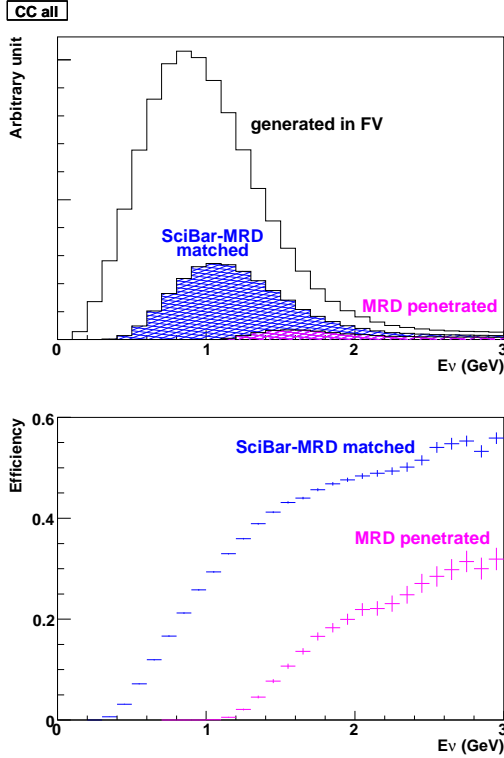 CC all
Arbitrary unit
generated in FV
SciBar-MRD
matched
MRD penetrated
0 1 2 3
Eν (GeV)
Efficiency
0.6
SciBar-MRD matched
0.4
MRD penetrated
0.2
0
0 1 2 3
Eν (GeV)